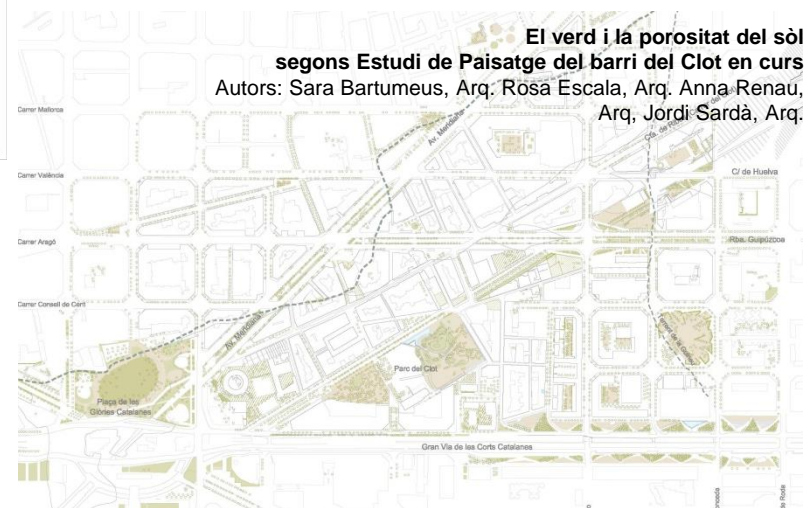 El verd i la porositat del sòl
segons Estudi de Paisatge del barri del Clot en curs
Autors: Sara Bartumeus, Arq. Rosa Escala, Arq. Anna Renau,
Arq, Jordi Sardà, Arq.
Carrer Mallorca
Av. Meridiana
Carrer València
C/ de Huelva
Carrer Aragó
Rbla. Guipúzcoa
Carrer Consell de Cent
Av. Meridiana
Parc del Clot
Plaça de les
Glòries Catalanes
Gran Via de les Corts Catalanes
de Roda